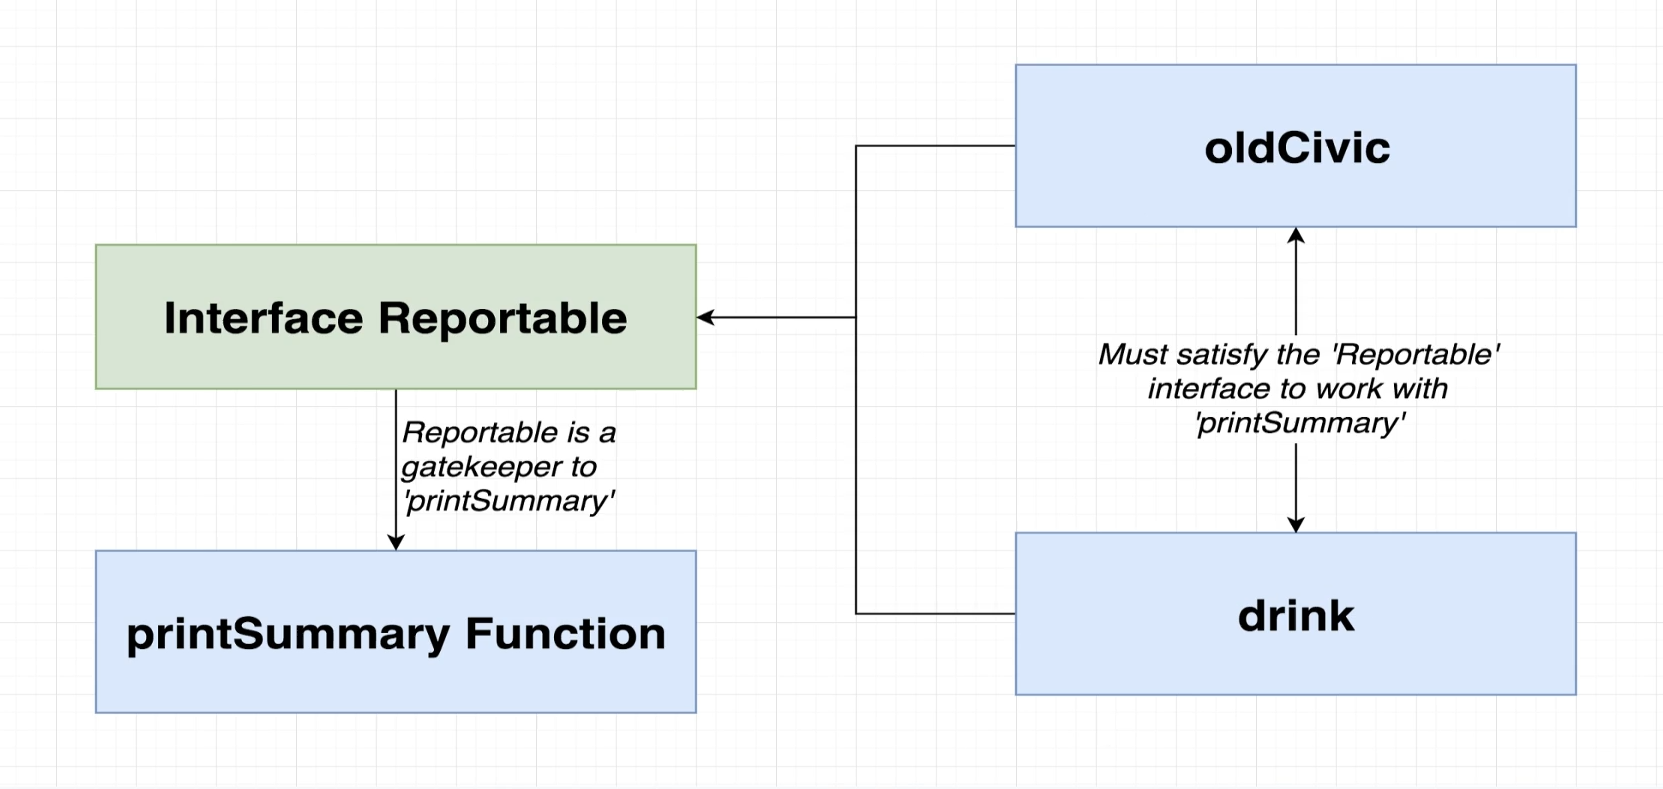 oldCivic
Interface Reportable
Must satisfy the 'Reportable'
interface to work with
'printSummary'
Reportable is a
gatekeeper to
'printSummary'
printSummary Function
drink